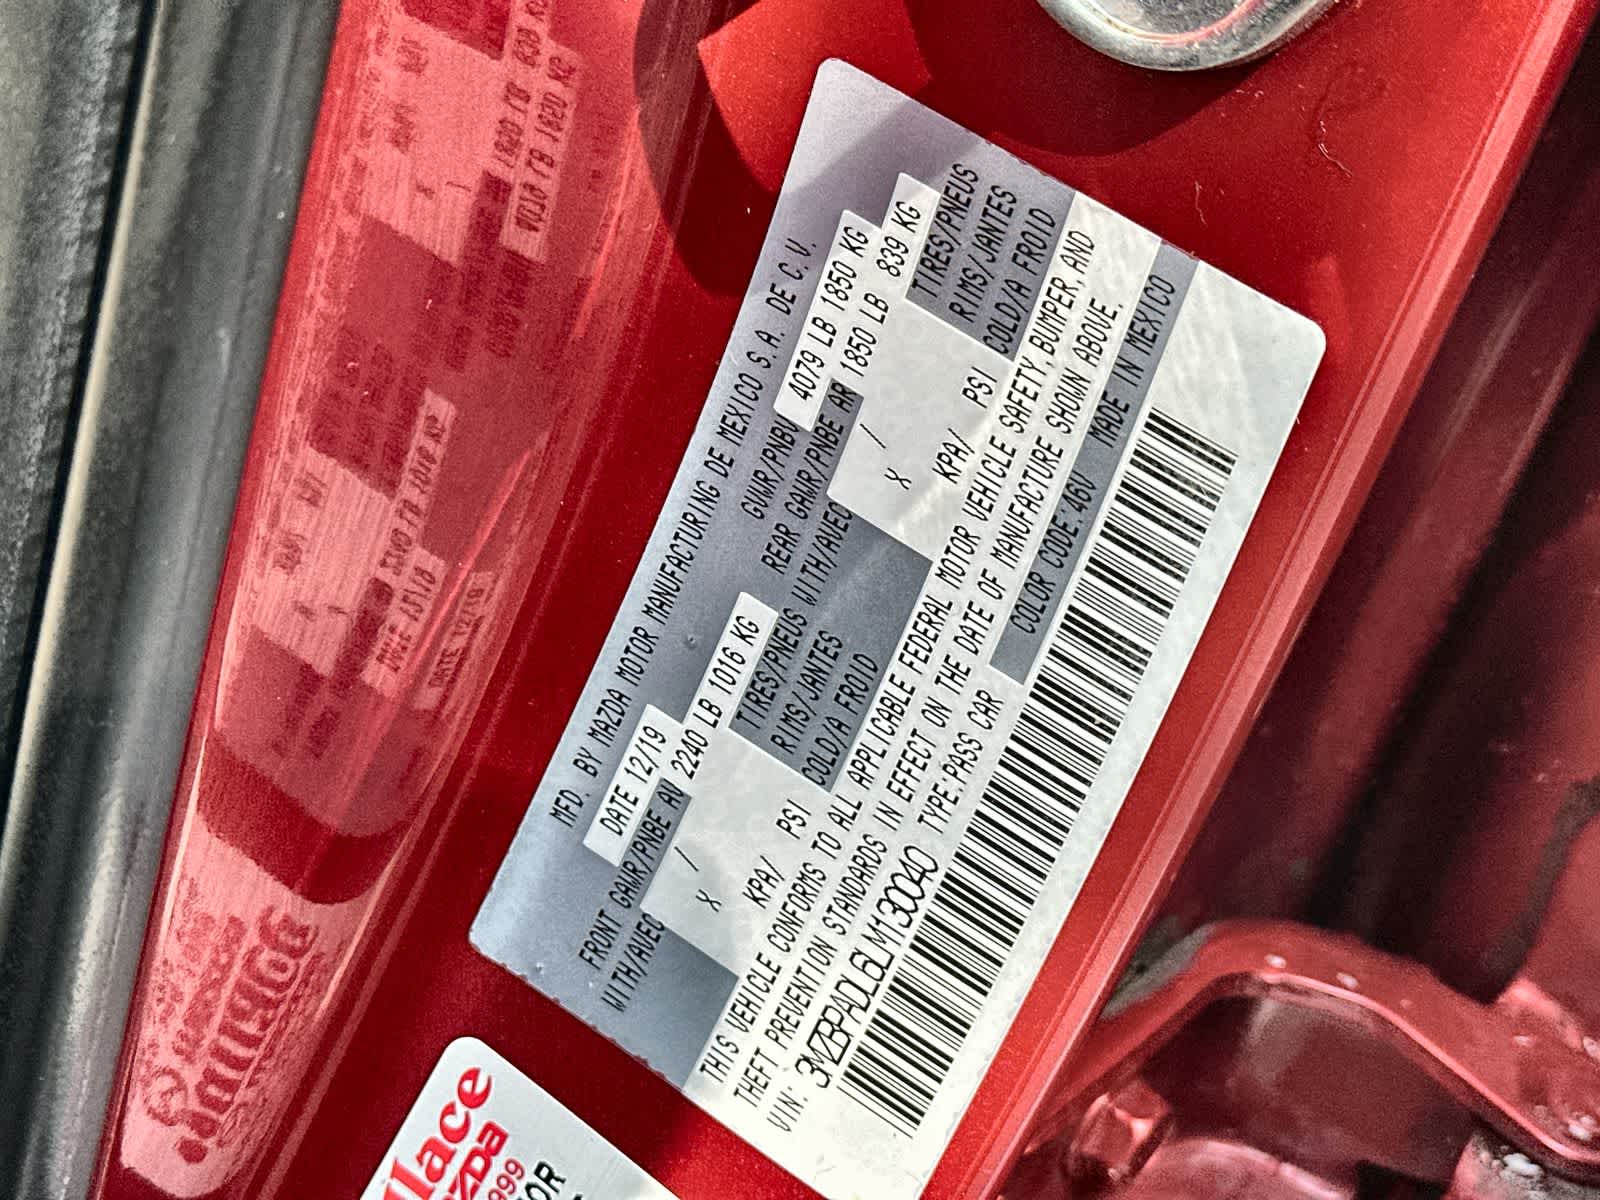 MFD. BY MAZDA MOTOR MANUFACTURING DE MEXICO S.A. DE C.V.
DATE 12/19 GVWR/PNBV 4079 LB 1850 KG
FRONT GAWR/PNBE AV 2240 LB 1016 KG REAR GAWR/PNBE AR 1850 LB 839 KG
WITH/AVEC TIRES/PNEUS WITH/AVEC TIRES/PNEUS
X / RIMS/JANTES X / RIMS/JANTES
KPA/ PSI COLD/A FROID KPA/ PSI COLD/A FROID
THIS VEHICLE CONFORMS TO ALL APPLICABLE FEDERAL MOTOR VEHICLE SAFETY, BUMPER, AND
THEFT PREVENTION STANDARDS IN EFFECT ON THE DATE OF MANUFACTURE SHOWN ABOVE.
VIN: 3MZBPADL6LM130040 TYPE:PASS CAR COLOR CODE:46V MADE IN MEXICO